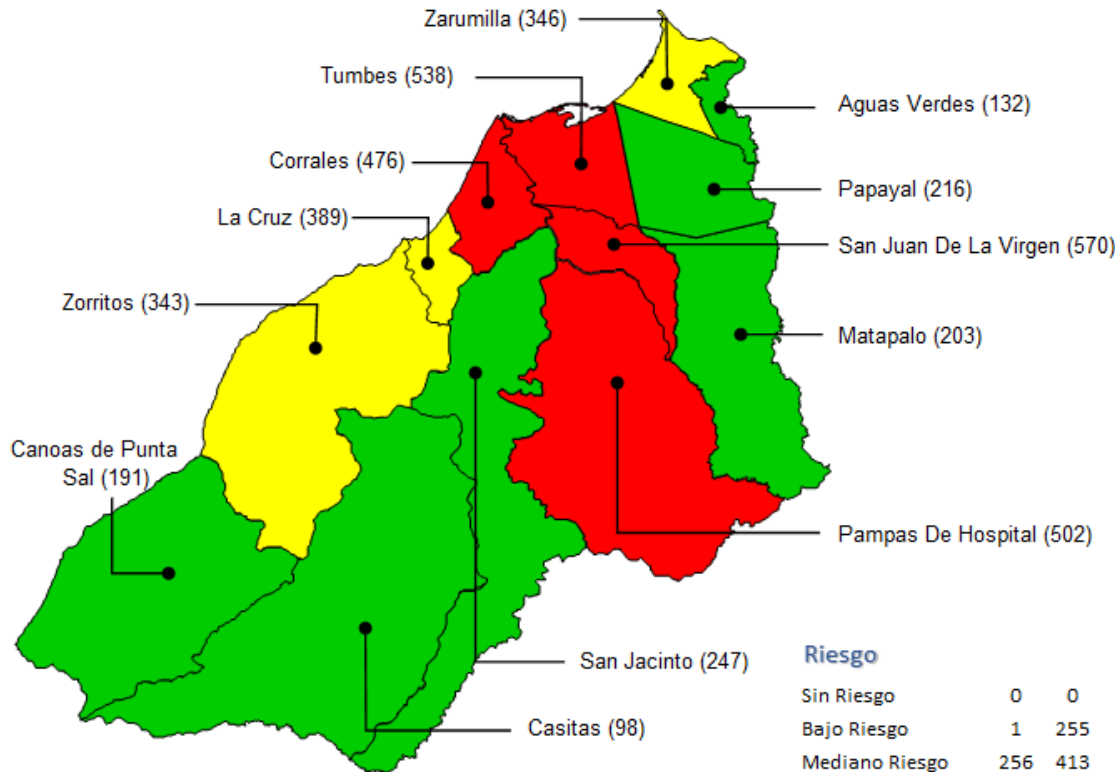 Zarumilla (346)
Tumbes (538)
Aguas Verdes (132)
Corrales (476)
Papayal (216)
La Cruz (389)
San Juan De La Virgen (570)
Zorritos (343)
Matapalo (203)
Canoas de Punta
Sal (191)
Pampas De Hospital (502)
San Jacinto (247)
Casitas (98)
Riesgo
Sin Riesgo 0 0
Bajo Riesgo 1 255
Mediano Riesgo 256 413